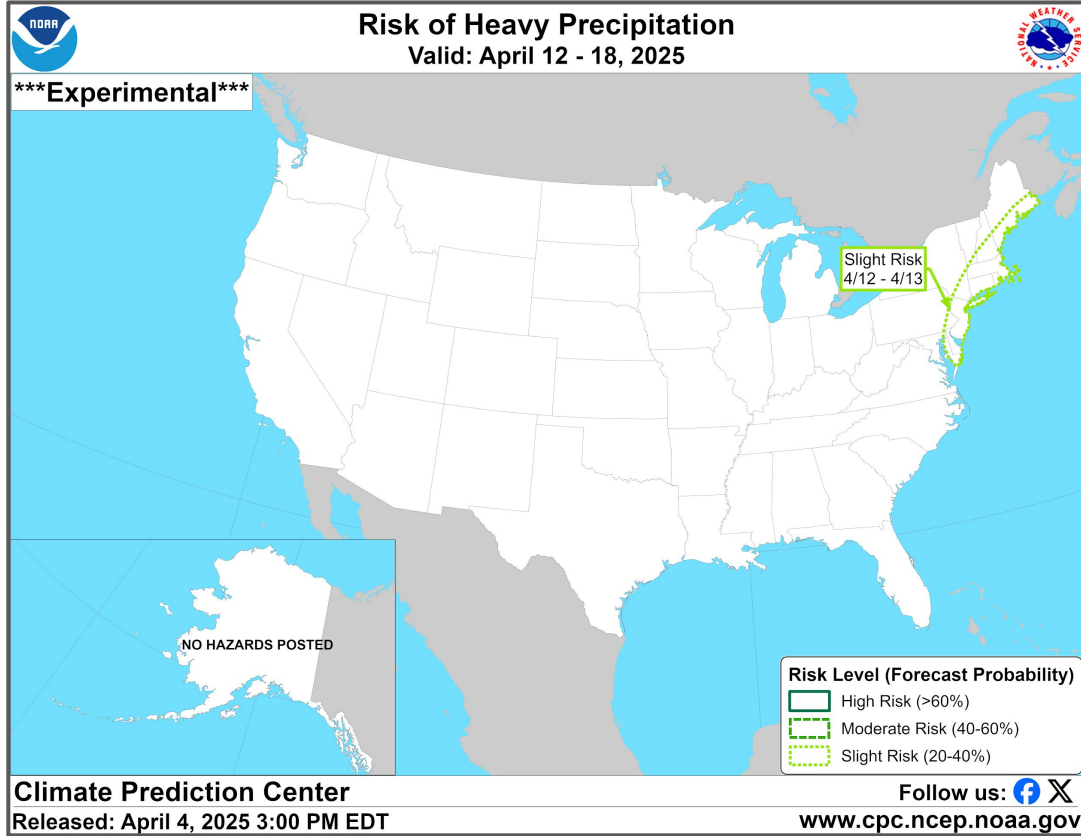 NOAA
Risk of Heavy Precipitation
Valid: April 12 - 18, 2025
NATIONAL WEATHER SERVICE
***Experimental***
Slight Risk
4/12 - 4/13
NO HAZARDS POSTED
Risk Level (Forecast Probability)
High Risk (>60%)
Moderate Risk (40-60%)
Slight Risk (20-40%)
Climate Prediction Center
Follow us:
Released: April 4, 2025 3:00 PM EDT
www.cpc.ncep.noaa.gov